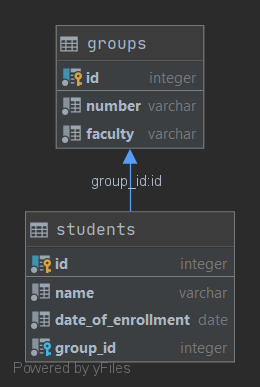 groups
id integer
number varchar
faculty varchar
group_id:id
students
id integer
name varchar
date_of_enrollment date
group_id integer
Powered by yFiles